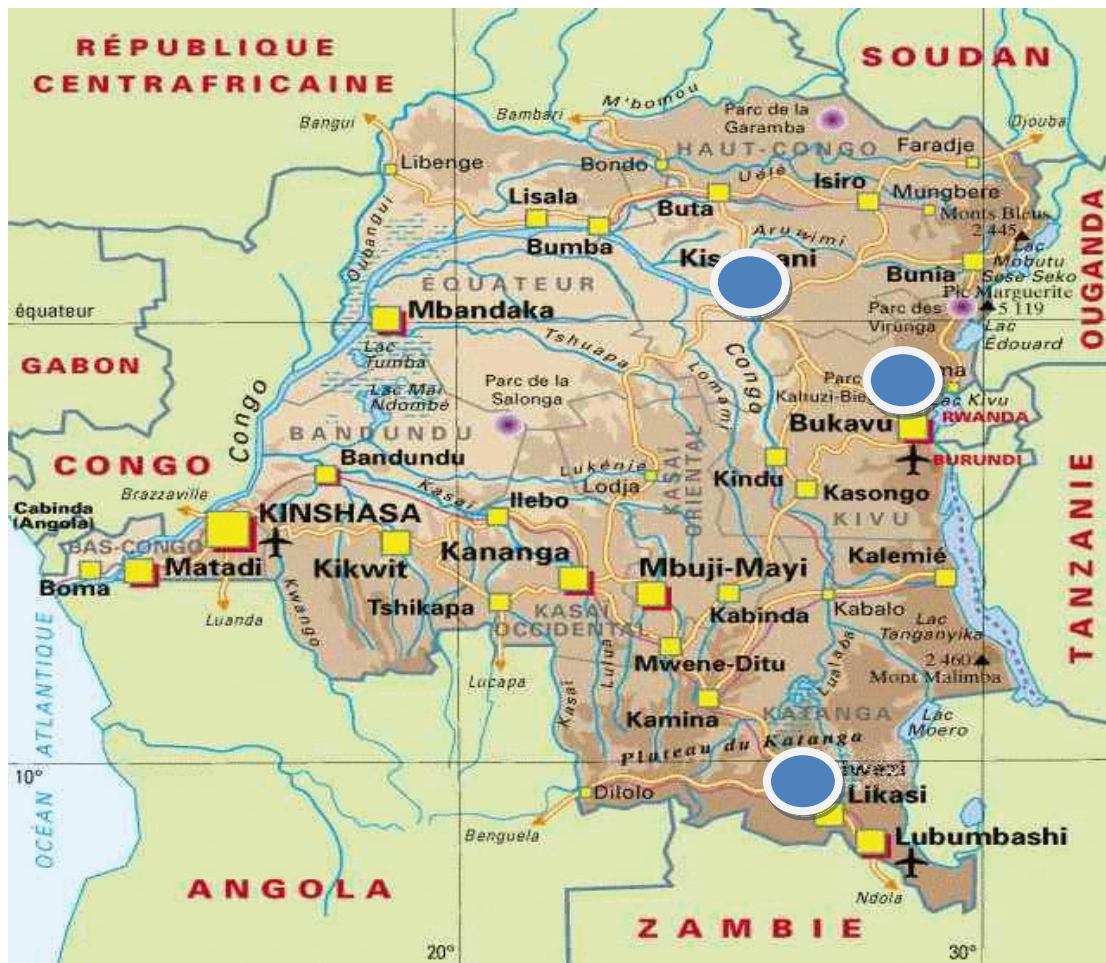 RÉPUBLIQUE
CENTRAFRICAINE
SOUDAN
Bangui
Bambari
M'bomou
Parc de la
Garamba
Djouba
HAUT-CONGO
Faradje
Libenge
Bondo
Uélé
Isiro
Mungbere
Lisala
Buta
Monts Bleus
2 445
Bumba
Aruwimi
Oubangui
Lac
Mobutu
Sese Seko
Bunia
ÉQUATEUR
Pic Marguerite
5 119
OUGANDA
équateur
Mbandaka
Parc des
Virunga
Lac
Édouard
GABON
Lac
Tumba
Tshuapa
Lomami
Congo
Parc
Kahuzi-Bie
ma
Lac Kivu
RWANDA
Congo
Lac Mai
Ndombe
Parc de la
Salonga
BANDUNDU
Bukavu
BURUNDI
CONGO
Bandundu
Lukénie
Lodja
KASAI
ORIENTAL
Kindu
Kasongo
TANZANIE
Brazzaville
Kasai
Ilebo
KIVU
Cabinda
(Angola)
KINSHASA
BAS-CONGO
Matadi
Boma
Kikwit
Kananga
Mbuji-Mayi
Kalemié
Luanda
Kwango
Tshikapa
KASAI
OCCIDENTAL
Kabinda
Kabalo
Lac
Tanganyika
OCÉAN ATLANTIQUE
Lucapa
Kasai
Lulua
Mwene-Ditu
Lualaba
2 460
Mont Malimba
Kamina
KATANGA
Lac
Moero
Plateau du Katanga
10°
Dilolo
Likasi
Benguela
Lubumbashi
ANGOLA
Ndola
ZAMBIE
20°
30°